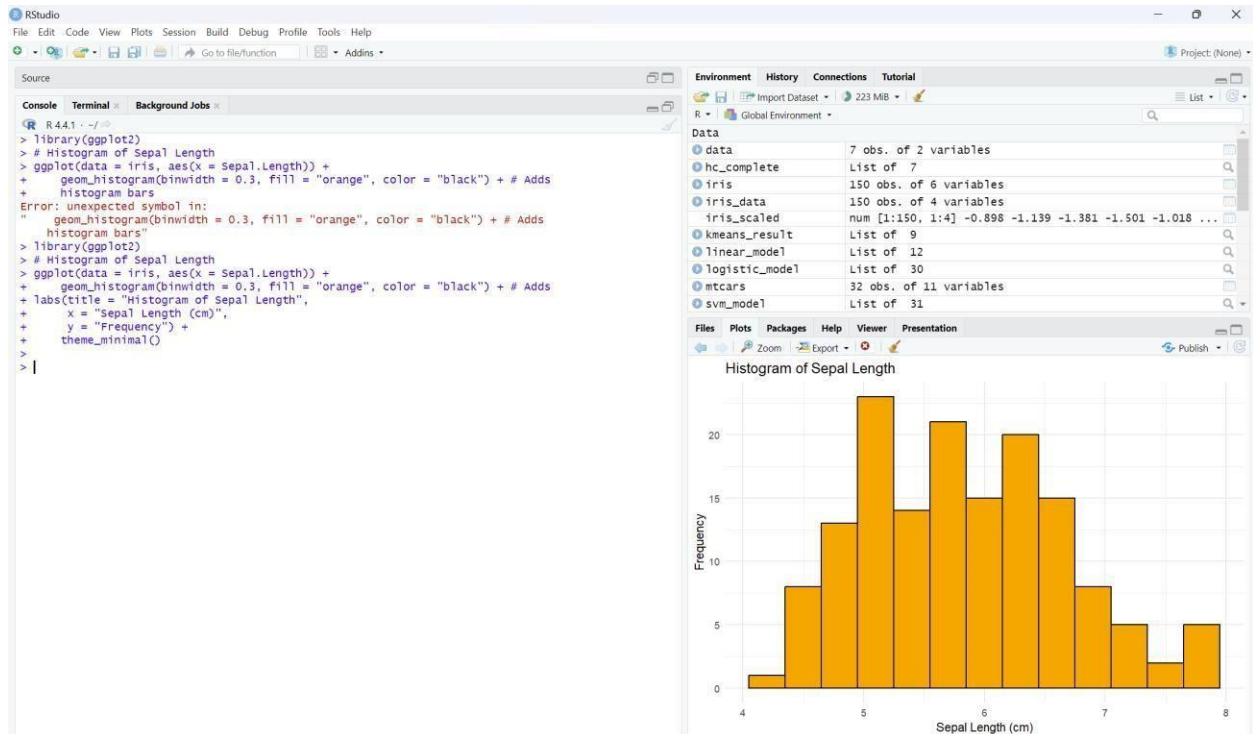 RStudio
File Edit Code View Plots Session Build Debug Profile Tools Help
Go to file/function Addins
Project: (None)
Source
Console Terminal Background Jobs
R 4.4.1 · ~/
> library(ggplot2)
> # Histogram of Sepal Length
> ggplot(data = iris, aes(x = Sepal.Length)) +
+     geom_histogram(binwidth = 0.3, fill = "orange", color = "black") + # Adds
+     histogram bars
Error: unexpected symbol in:
"    geom_histogram(binwidth = 0.3, fill = "orange", color = "black") + # Adds
    histogram bars"
> library(ggplot2)
> # Histogram of Sepal Length
> ggplot(data = iris, aes(x = Sepal.Length)) +
+     geom_histogram(binwidth = 0.3, fill = "orange", color = "black") + # Adds
+ labs(title = "Histogram of Sepal Length",
+      x = "Sepal Length (cm)",
+      y = "Frequency") +
+     theme_minimal()
>
>
Environment History Connections Tutorial
Import Dataset 223 MiB List
R Global Environment
Data
data 7 obs. of 2 variables
hc_complete List of 7
iris 150 obs. of 6 variables
iris_data 150 obs. of 4 variables
iris_scaled num [1:150, 1:4] -0.898 -1.139 -1.381 -1.501 -1.018 ...
kmeans_result List of 9
linear_model List of 12
logistic_model List of 30
mtcars 32 obs. of 11 variables
svm_model List of 31
Files Plots Packages Help Viewer Presentation
Zoom Export Publish
Histogram of Sepal Length
20
15
10
5
0
Frequency
4 5 6 7 8
Sepal Length (cm)